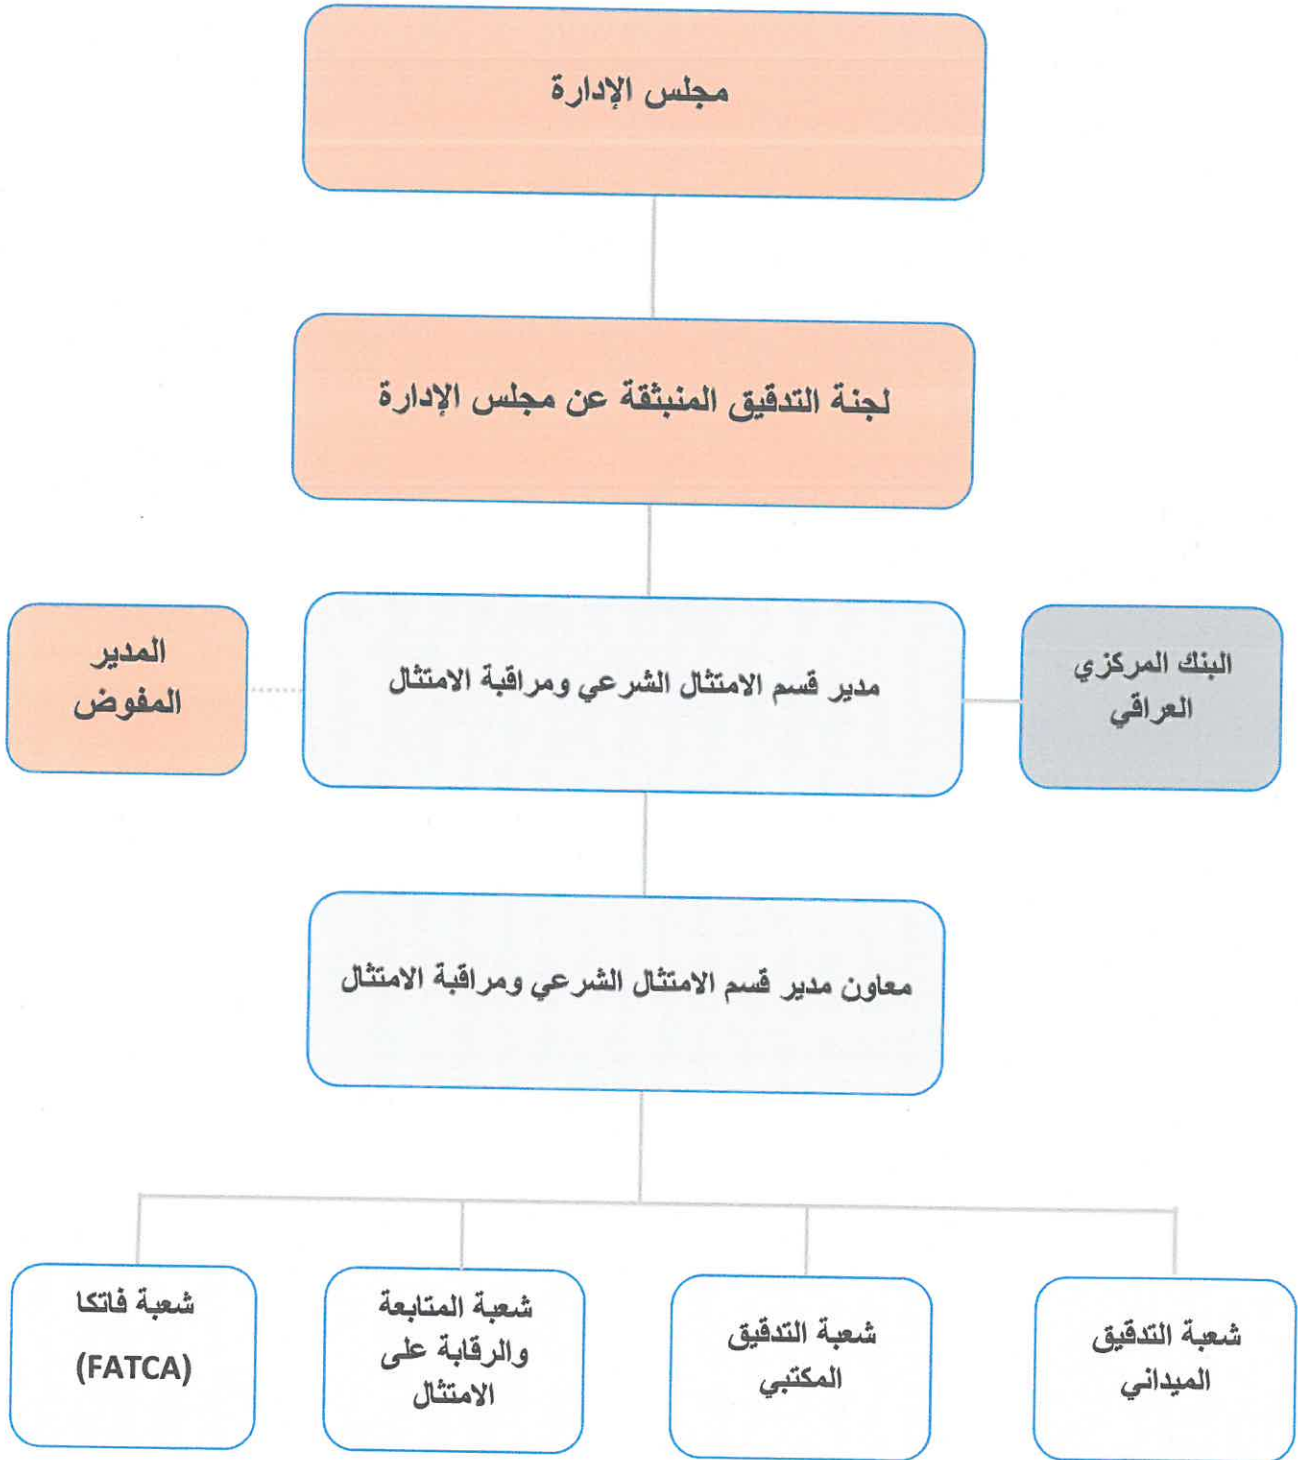 مجلس الإدارة
لجنة التدقيق المنبثقة عن مجلس الإدارة
البنك المركزي
العراقي
مدير قسم الامتثال الشرعي ومراقبة الامتثال
المدير
المفوض
معاون مدير قسم الامتثال الشرعي ومراقبة الامتثال
شعبة التدقيق
الميداني
شعبة التدقيق
المكتبي
شعبة المتابعة
والرقابة على
الامتثال
شعبة فاتكا
(FATCA)